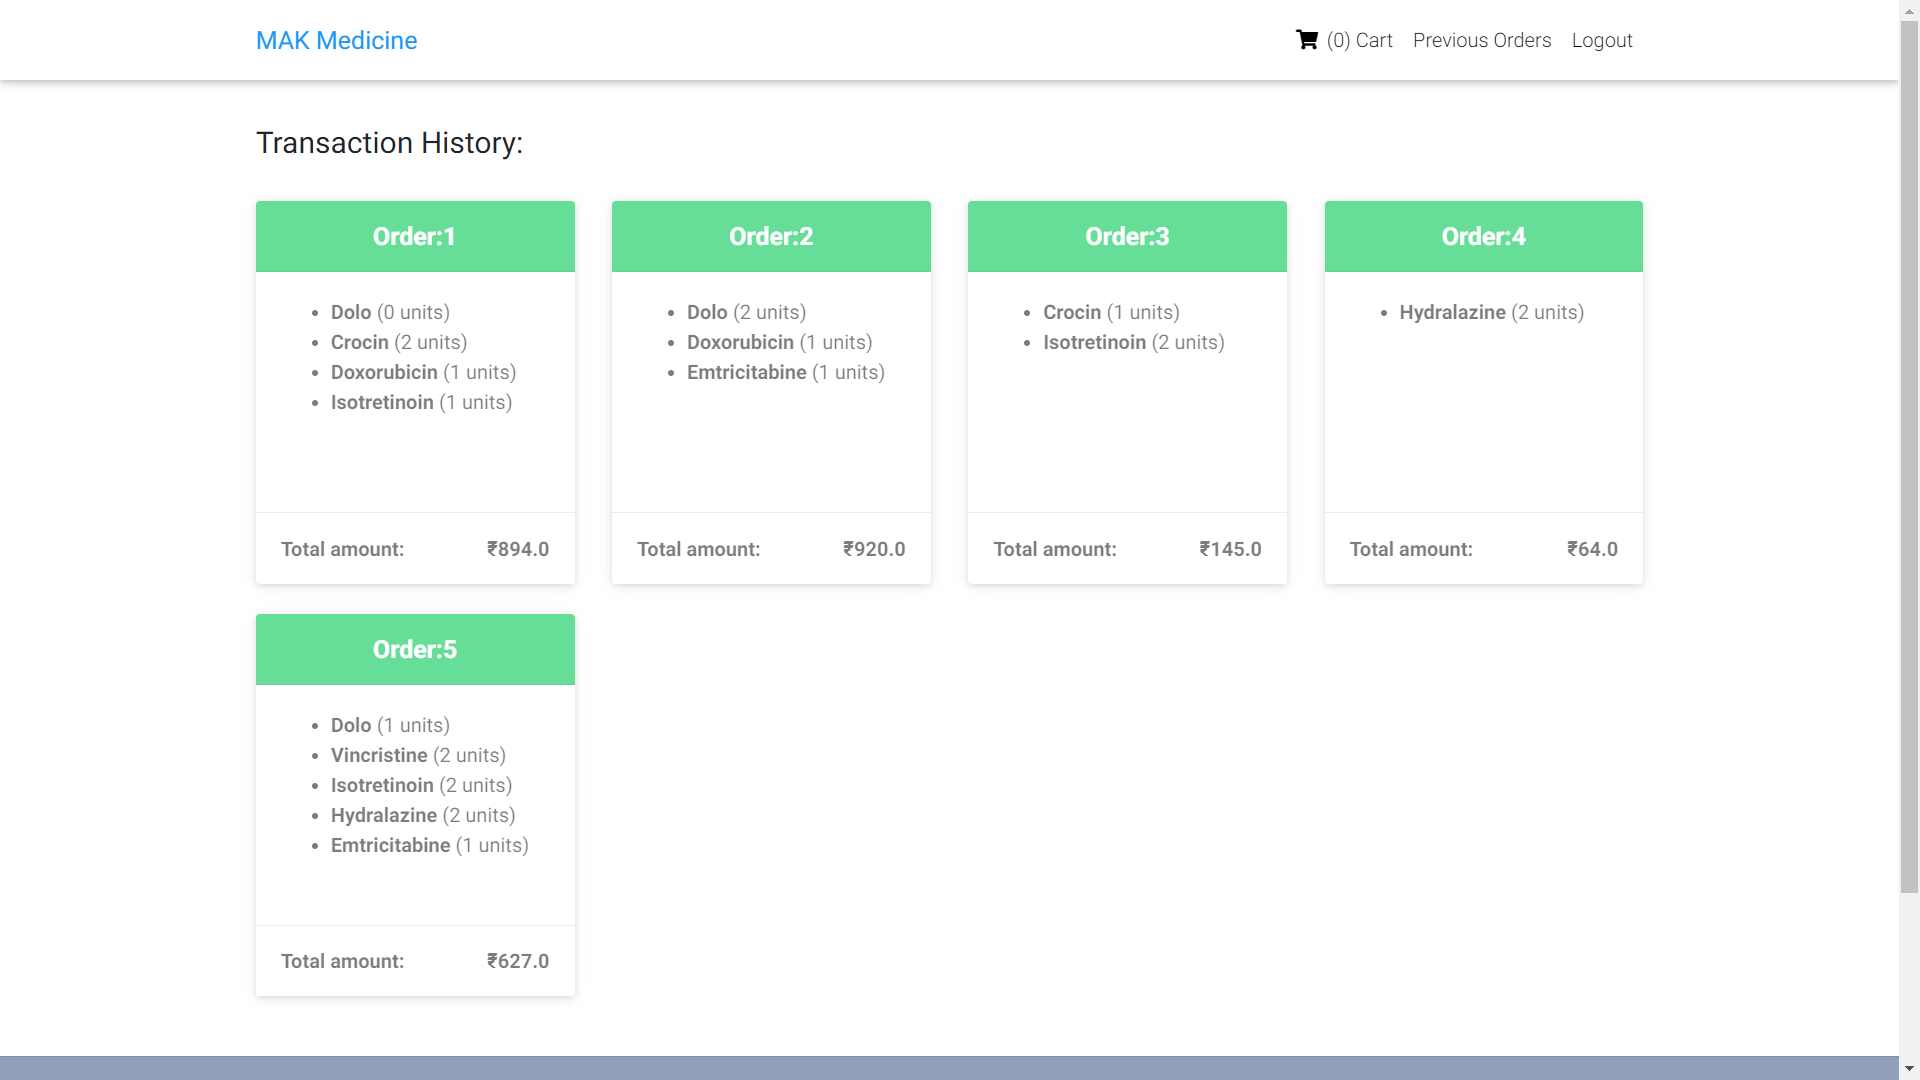 MAK Medicine
(0) Cart Previous Orders Logout
Transaction History:
Order:1
• Dolo (0 units)
• Crocin (2 units)
• Doxorubicin (1 units)
• Isotretinoin (1 units)
Total amount: ₹894.0
Order:2
• Dolo (2 units)
• Doxorubicin (1 units)
• Emtricitabine (1 units)
Total amount: ₹920.0
Order:3
• Crocin (1 units)
• Isotretinoin (2 units)
Total amount: ₹145.0
Order:4
• Hydralazine (2 units)
Total amount: ₹64.0
Order:5
• Dolo (1 units)
• Vincristine (2 units)
• Isotretinoin (2 units)
• Hydralazine (2 units)
• Emtricitabine (1 units)
Total amount: ₹627.0